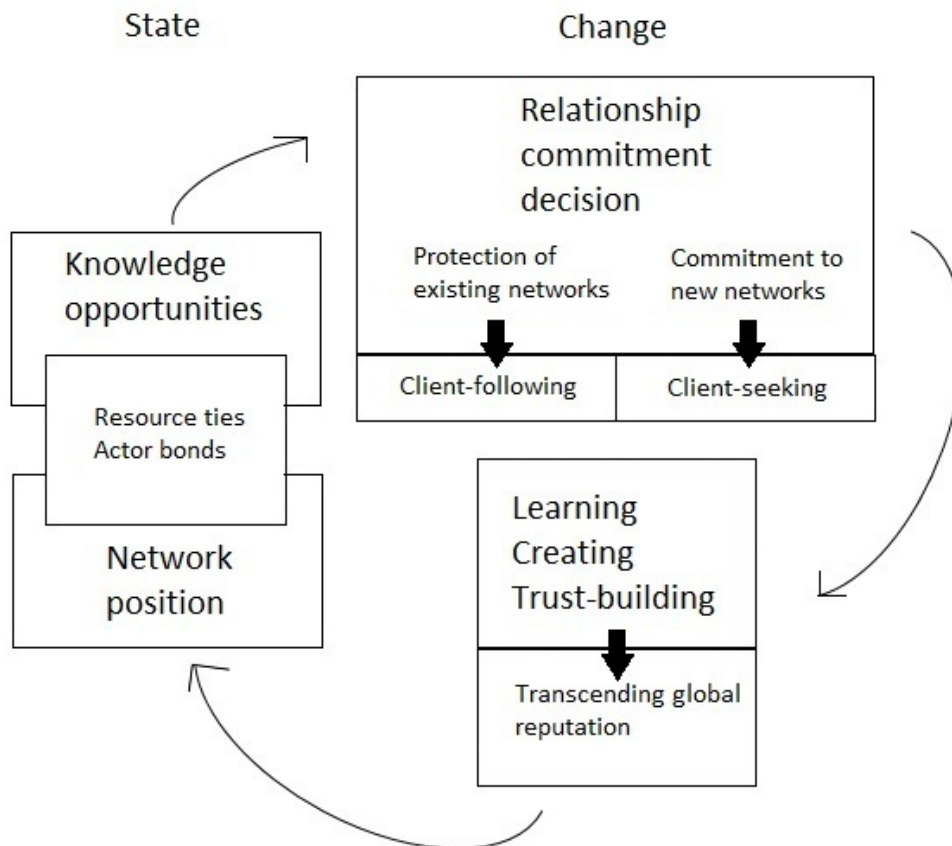 State
Change
Relationship
commitment
decision
Protection of
existing networks
Commitment to
new networks
Client-following
Client-seeking
Knowledge
opportunities
Resource ties
Actor bonds
Network
position
Learning
Creating
Trust-building
Transcending global
reputation